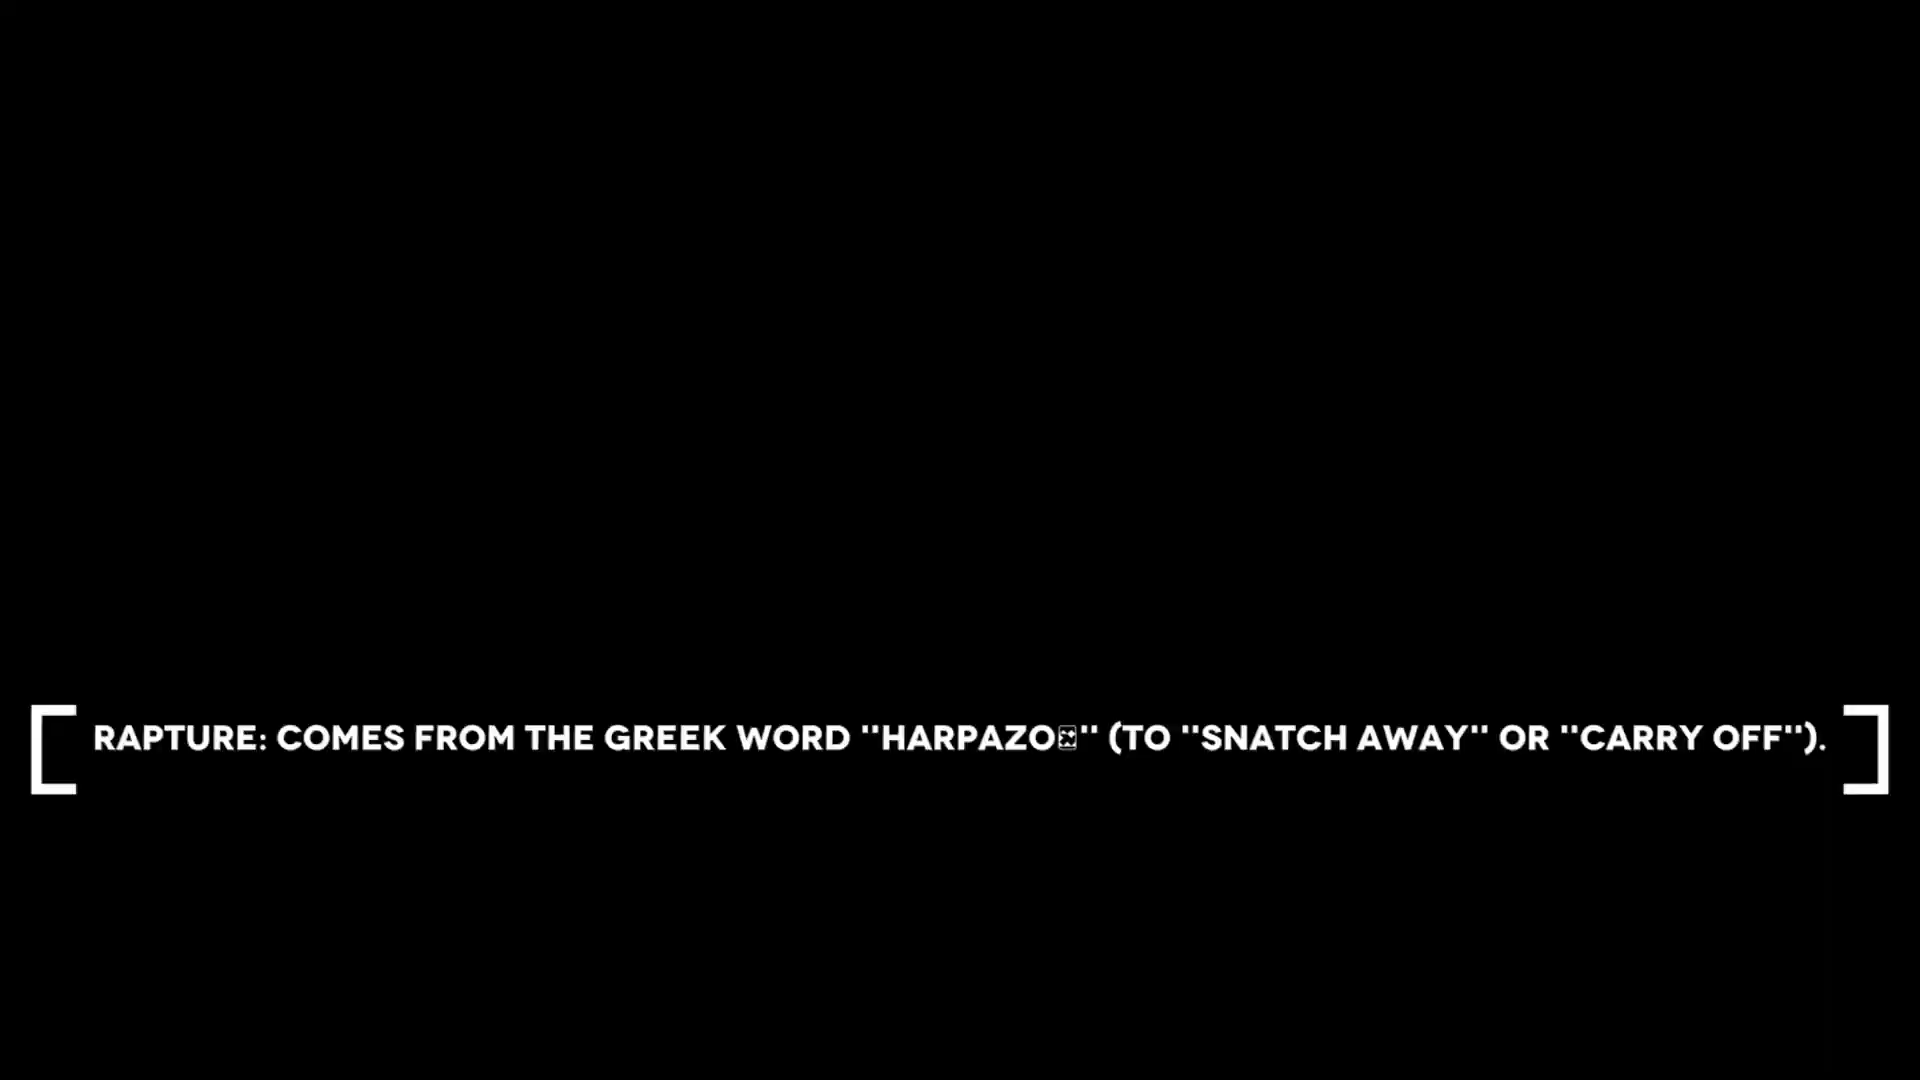 RAPTURE: COMES FROM THE GREEK WORD "HARPAZO" (TO "SNATCH AWAY" OR "CARRY OFF").